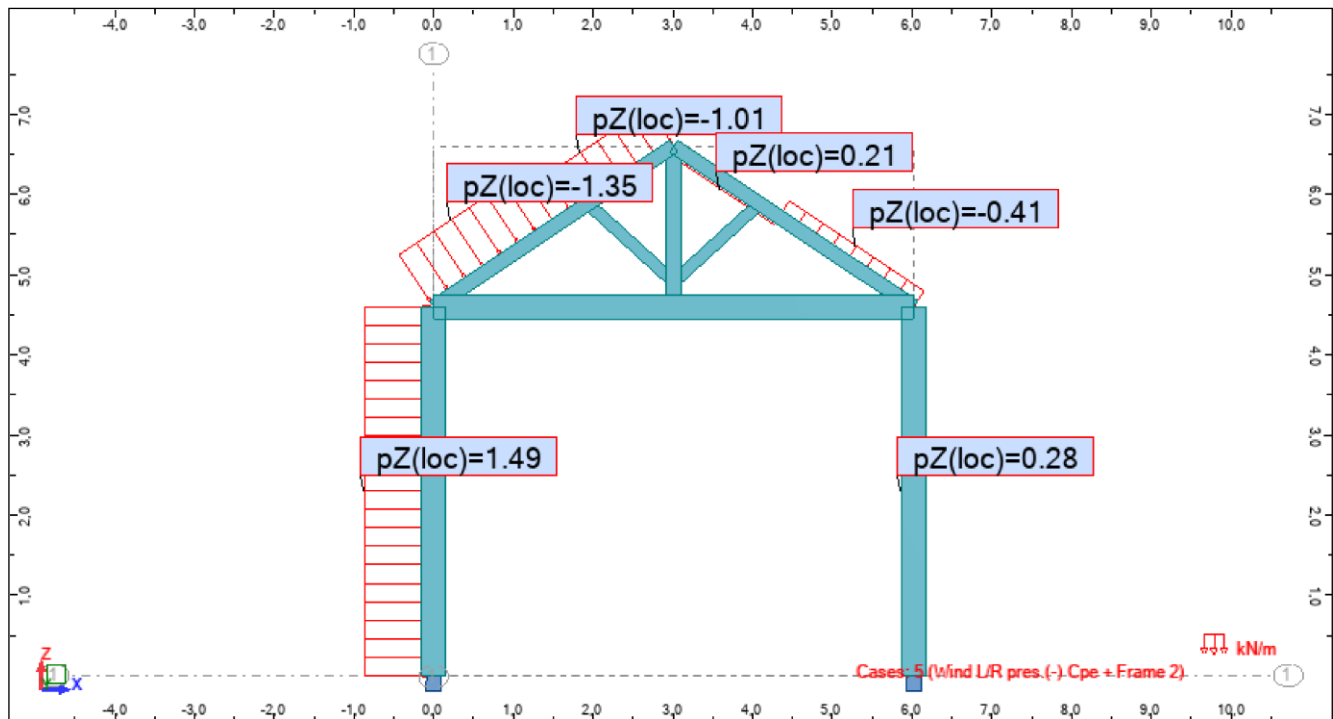 -4,0 -3,0 -2,0 -1,0 0,0 1,0 2,0 3,0 4,0 5,0 6,0 7,0 8,0 9,0 10,0
1
7,0 7,0
pZ(loc)=-1.01
pZ(loc)=0.21
6,0 6,0
pZ(loc)=-1.35
pZ(loc)=-0.41
5,0 5,0
4,0 4,0
3,0 3,0
pZ(loc)=1.49 pZ(loc)=0.28
2,0 2,0
1,0 1,0
kN/m
Z
X
Cases: 5 (Wind L/R pres.(-) Cpe + Frame 2)
1
-4,0 -3,0 -2,0 -1,0 0,0 1,0 2,0 3,0 4,0 5,0 6,0 7,0 8,0 9,0 10,0